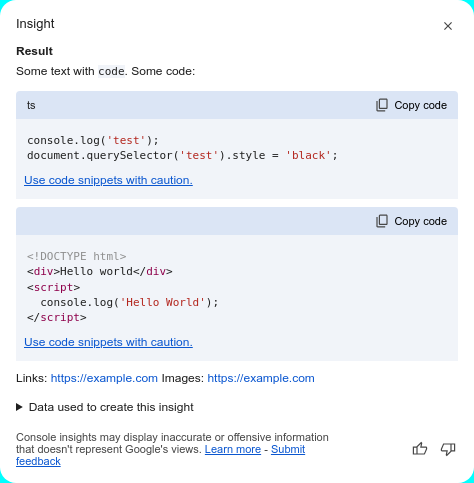 Insight
Result
Some text with code. Some code:
ts
Copy code
console.log('test');
document.querySelector('test').style = 'black';
Use code snippets with caution.
Copy code
<!DOCTYPE html>
<div>Hello world</div>
<script>
  console.log('Hello World');
</script>
Use code snippets with caution.
Links: https://example.com Images: https://example.com
Data used to create this insight
Console insights may display inaccurate or offensive information
that doesn't represent Google's views. Learn more - Submit
feedback